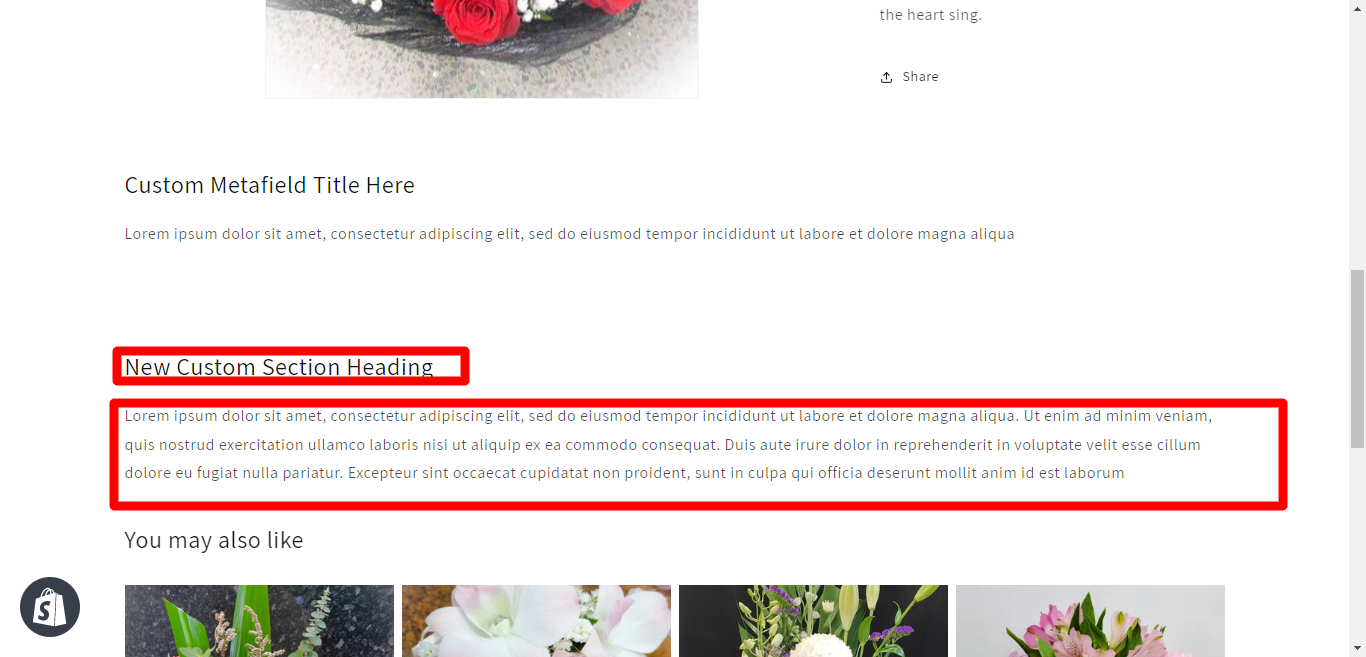 the heart sing.
Share
Custom Metafield Title Here
Lorem ipsum dolor sit amet, consectetur adipiscing elit, sed do eiusmod tempor incididunt ut labore et dolore magna aliqua
New Custom Section Heading
Lorem ipsum dolor sit amet, consectetur adipiscing elit, sed do eiusmod tempor incididunt ut labore et dolore magna aliqua. Ut enim ad minim veniam,
quis nostrud exercitation ullamco laboris nisi ut aliquip ex ea commodo consequat. Duis aute irure dolor in reprehenderit in voluptate velit esse cillum
dolore eu fugiat nulla pariatur. Excepteur sint occaecat cupidatat non proident, sunt in culpa qui officia deserunt mollit anim id est laborum
You may also like